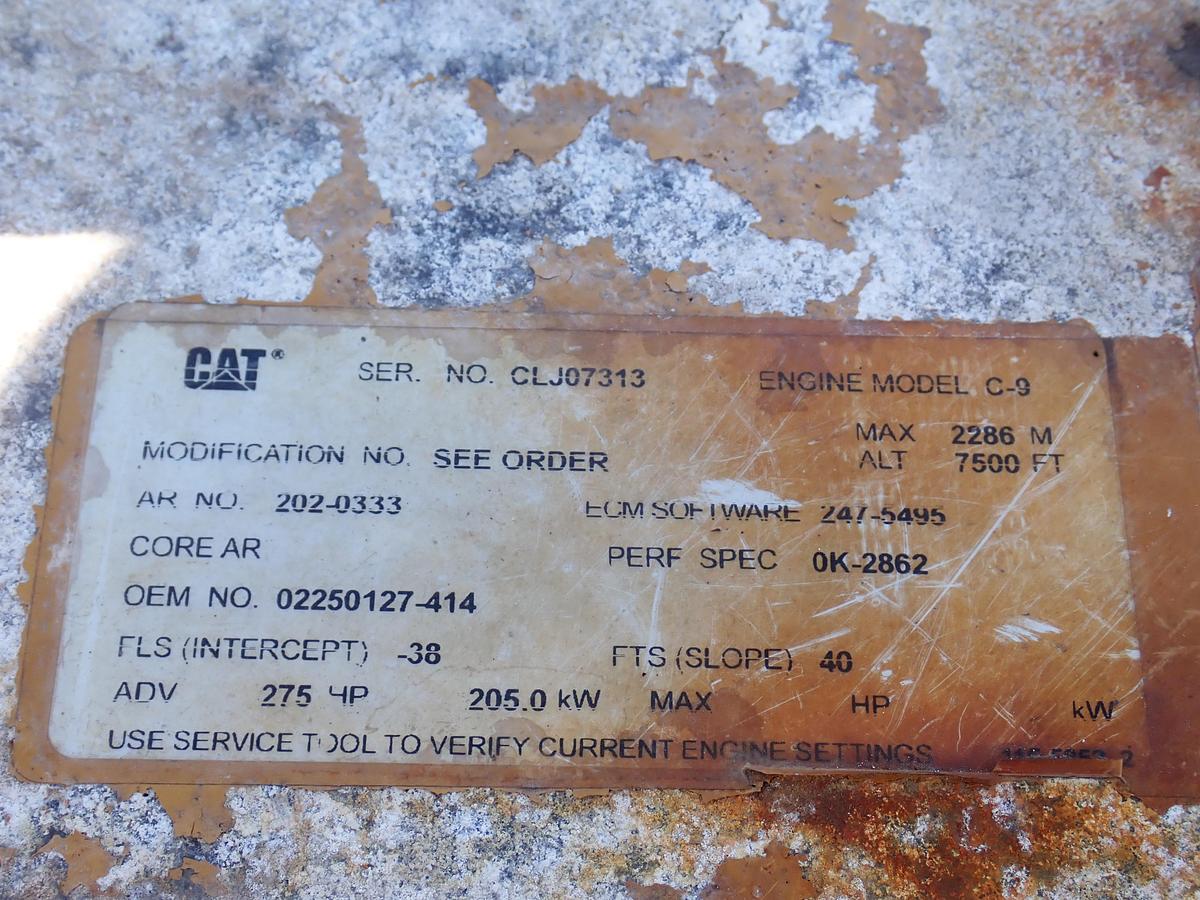 CAT® SER. NO. CLJ07313 ENGINE MODEL C-9
MAX 2286 M
MODIFICATION NO. SEE ORDER ALT 7500 FT
AR NO. 202-0333 ECM SOFTWARE 247-5495
CORE AR PERF SPEC 0K-2862
OEM NO. 02250127-414
FLS (INTERCEPT) -38 FTS (SLOPE) 40
ADV 275 HP 205.0 kW MAX HP kW
USE SERVICE TOOL TO VERIFY CURRENT ENGINE SETTINGS